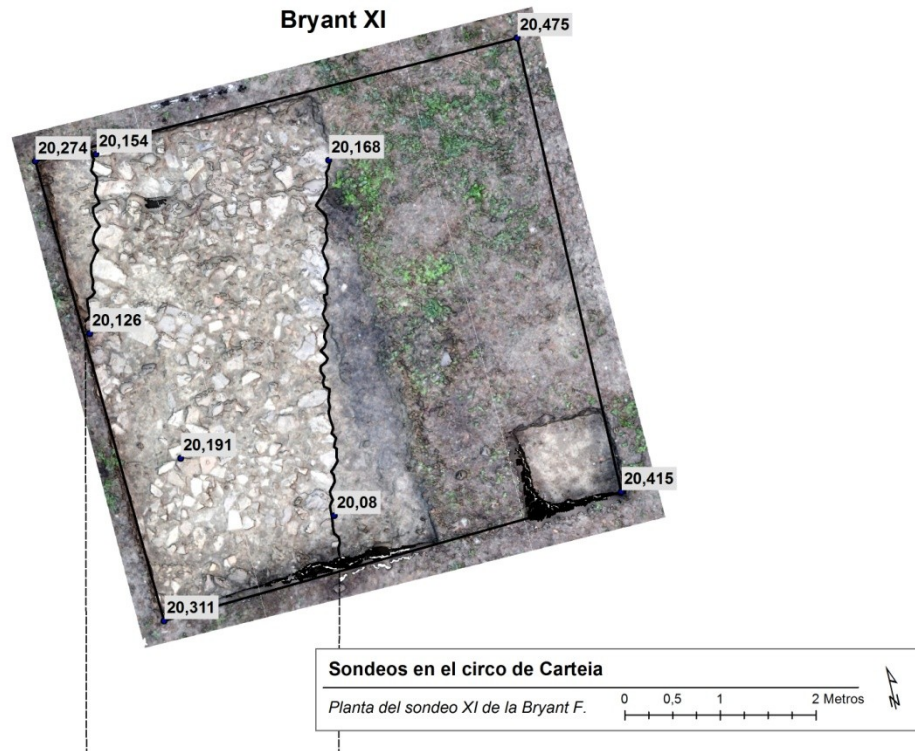 Bryant XI
20,475
20,274
20,154
20,168
20,126
20,191
20,415
20,08
20,311
Sondeos en el circo de Carteia
Planta del sondeo XI de la Bryant F.
0 0,5 1 2 Metros
N